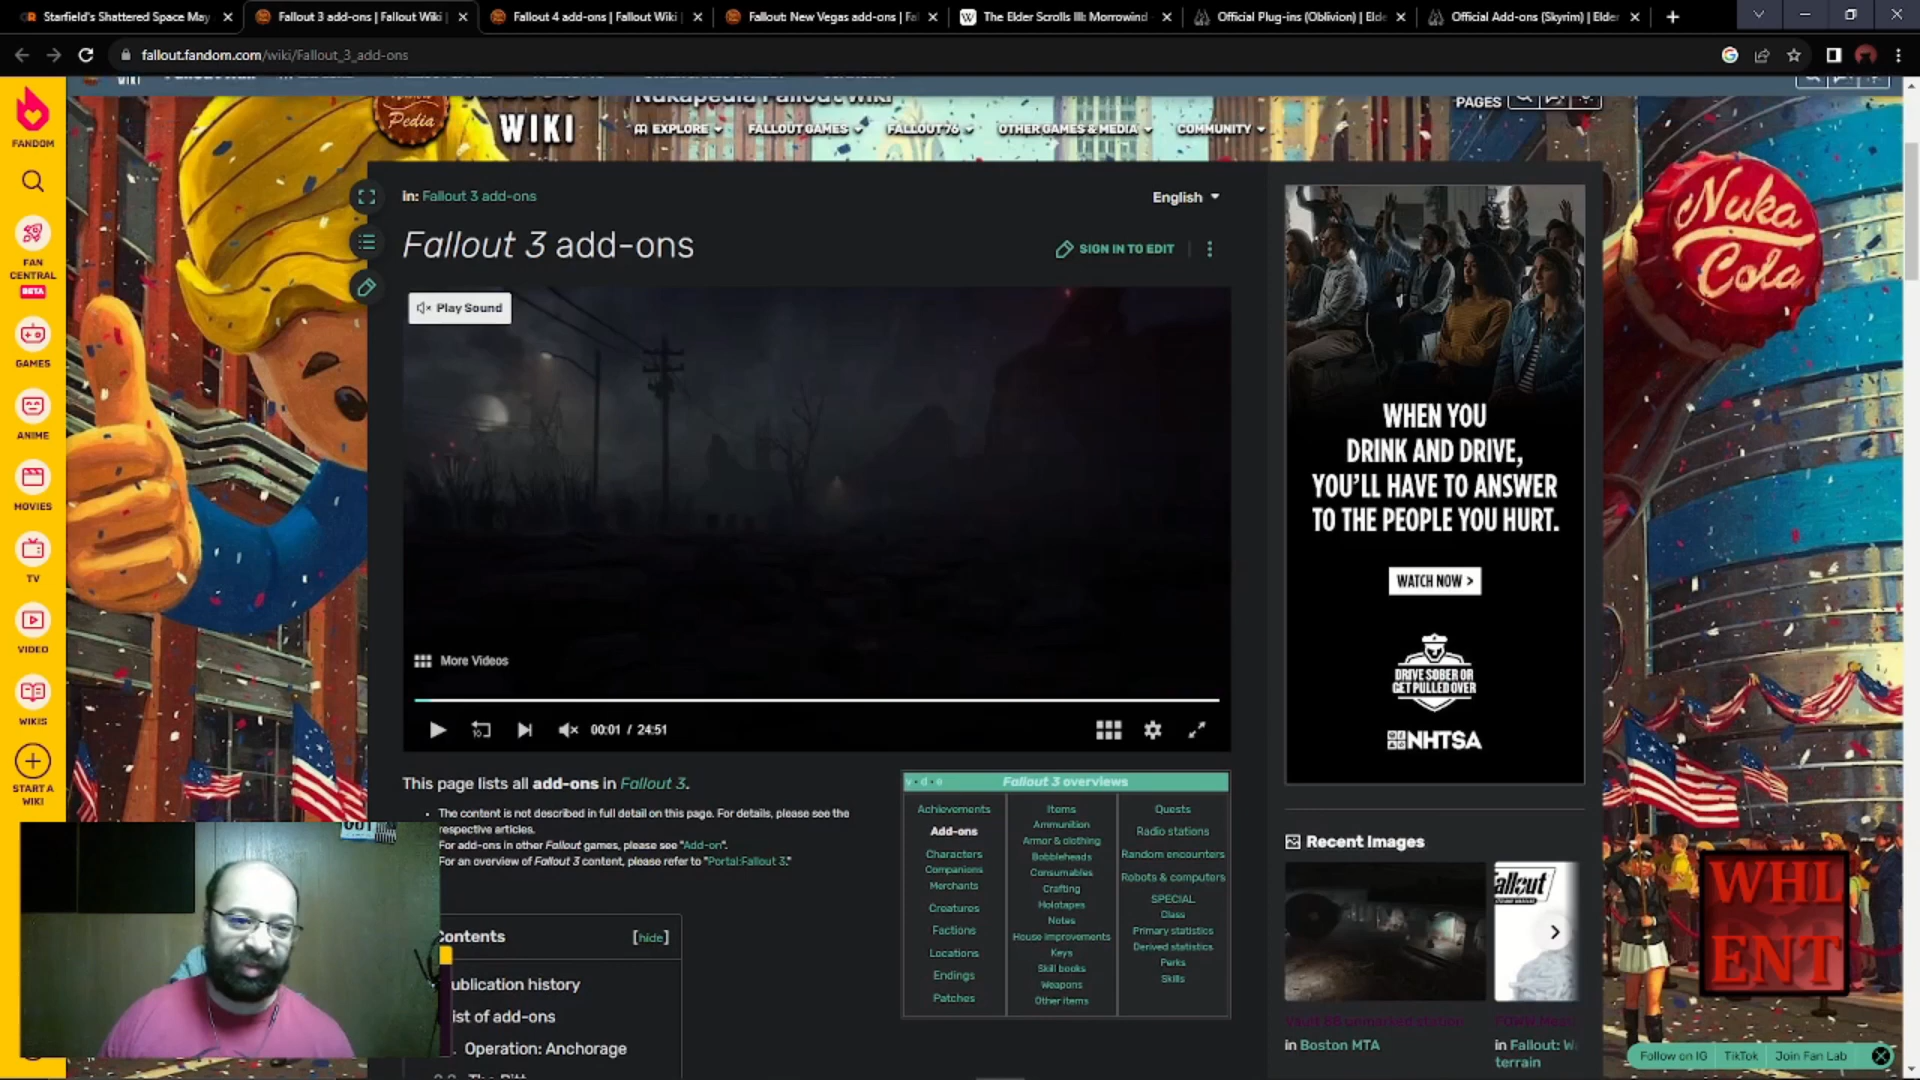 Starfield's Shattered Space May
Fallout 3 add-ons | Fallout Wiki
Fallout 4 add-ons | Fallout Wiki
Fallout: New Vegas add-ons | Fal
The Elder Scrolls III: Morrowind
Official Plug-ins (Oblivion) | Elde
Official Add-ons (Skyrim) | Elder
fallout.fandom.com/wiki/Fallout_3_add-ons
WIKI
Pedia
WIKI
Nukapedia Fallout Wiki
PAGES
EXPLORE
FALLOUT GAMES
FALLOUT 76
OTHER GAMES & MEDIA
COMMUNITY
FANDOM
FAN CENTRAL
BETA
GAMES
ANIME
MOVIES
TV
VIDEO
WIKIS
START A
WIKI
in: Fallout 3 add-ons
English
Fallout 3 add-ons
SIGN IN TO EDIT
Play Sound
More Videos
00:01 / 24:51
This page lists all add-ons in Fallout 3.
The content is not described in full detail on this page. For details, please see the
respective articles.
For add-ons in other Fallout games, please see "Add-on".
For an overview of Fallout 3 content, please refer to "Portal:Fallout 3."
Contents [hide]
ublication history
ist of add-ons
Operation: Anchorage
The Pitt
v · d · e
Fallout 3 overviews
Achievements
Add-ons
Characters
Companions
Merchants
Creatures
Factions
Locations
Endings
Patches
Items
Ammunition
Armor & clothing
Bobbleheads
Consumables
Crafting
Holotapes
Notes
House improvements
Keys
Skill books
Weapons
Other items
Quests
Radio stations
Random encounters
Robots & computers
SPECIAL
Class
Primary statistics
Derived statistics
Perks
Skills
WHEN YOU
DRINK AND DRIVE,
YOU'LL HAVE TO ANSWER
TO THE PEOPLE YOU HURT.
WATCH NOW >
DRIVE SOBER OR
GET PULLED OVER
NHTSA
Recent Images
Vault 88 unmarked station
in Boston MTA
in Fallout: W
terrain
Nuka
Cola
WHL
ENT
Follow on IG
TikTok
Join Fan Lab